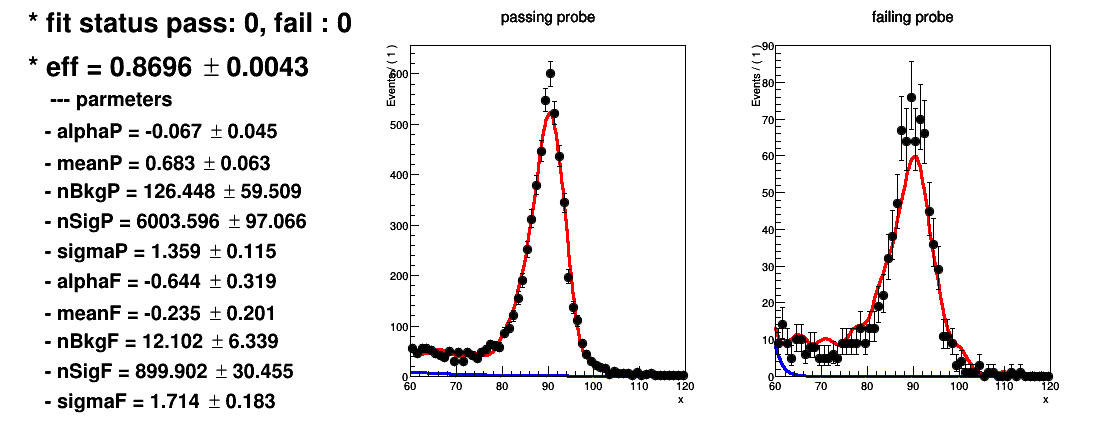 * fit status pass: 0, fail : 0
* eff = 0.8696 ± 0.0043
--- parmeters
- alphaP = -0.067 ± 0.045
- meanP = 0.683 ± 0.063
- nBkgP = 126.448 ± 59.509
- nSigP = 6003.596 ± 97.066
- sigmaP = 1.359 ± 0.115
- alphaF = -0.644 ± 0.319
- meanF = -0.235 ± 0.201
- nBkgF = 12.102 ± 6.339
- nSigF = 899.902 ± 30.455
- sigmaF = 1.714 ± 0.183
passing probe
Events / ( 1 )
600
500
400
300
200
100
0
60 70 80 90 100 110 120
x
failing probe
Events / ( 1 )
90
80
70
60
50
40
30
20
10
0
60 70 80 90 100 110 120
x